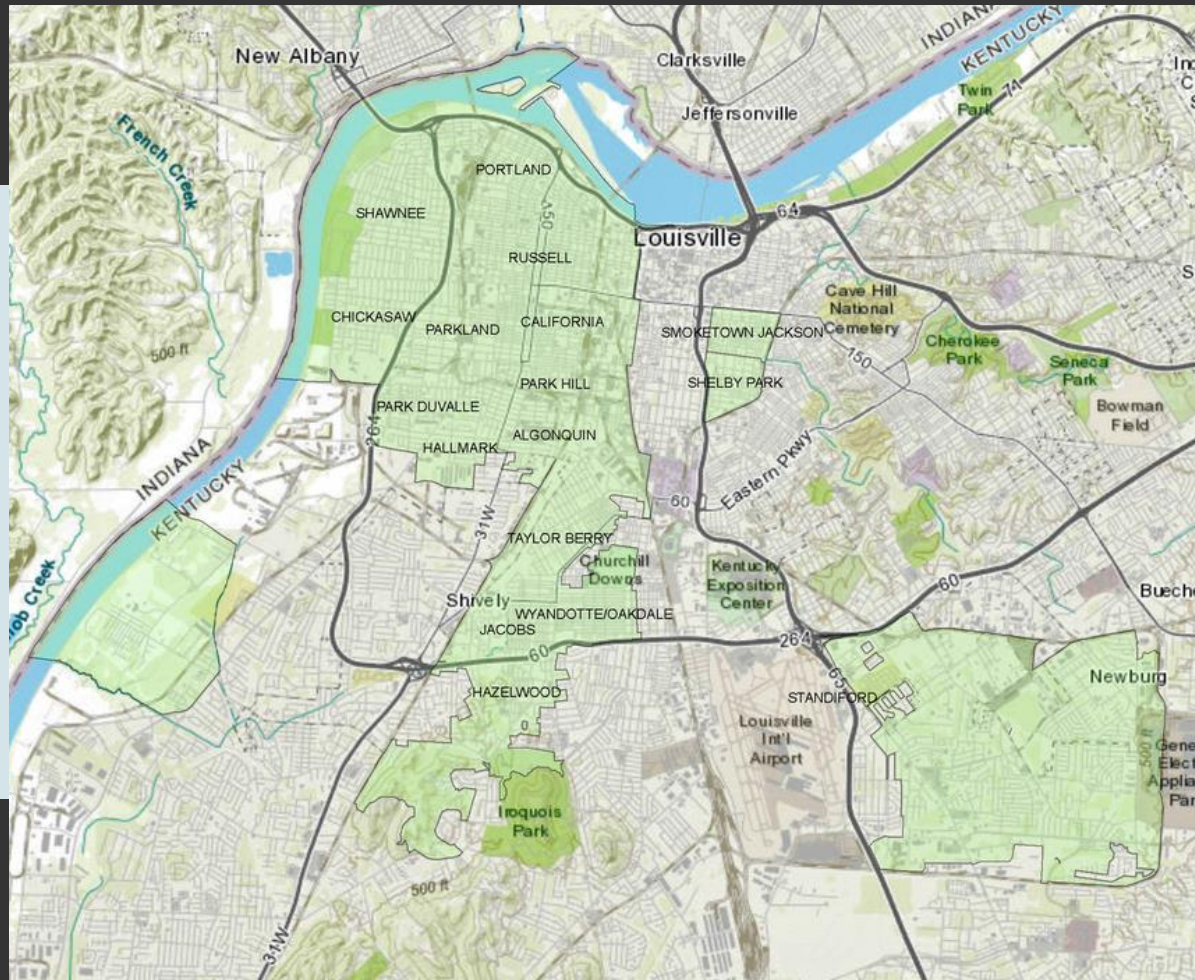 New Albany
Clarksville
INDIANA
KENTUCKY
Jeffersonville
Twin
Park
71
French Creek
PORTLAND
SHAWNEE
64
Louisville
RUSSELL
Cave Hill
National
Cemetery
CHICKASAW
PARKLAND
CALIFORNIA
SMOKETOWN JACKSON
Cherokee
Park
150
500 ft
Seneca
Park
PARK HILL
SHELBY PARK
Bowman
Field
PARK DUVALLE
264
HALLMARK
ALGONQUIN
INDIANA
KENTUCKY
Eastern Pkwy
60
31W
TAYLOR BERRY
Churchill
Downs
Kentucky
Exposition
Center
60
Shively
WYANDOTTE/OAKDALE
JACOBS
60
264
65
HAZELWOOD
Newburg
STANDIFORD
0
Louisville
Int'l
Airport
500 ft
Iroquois
Park
500 ft
31W